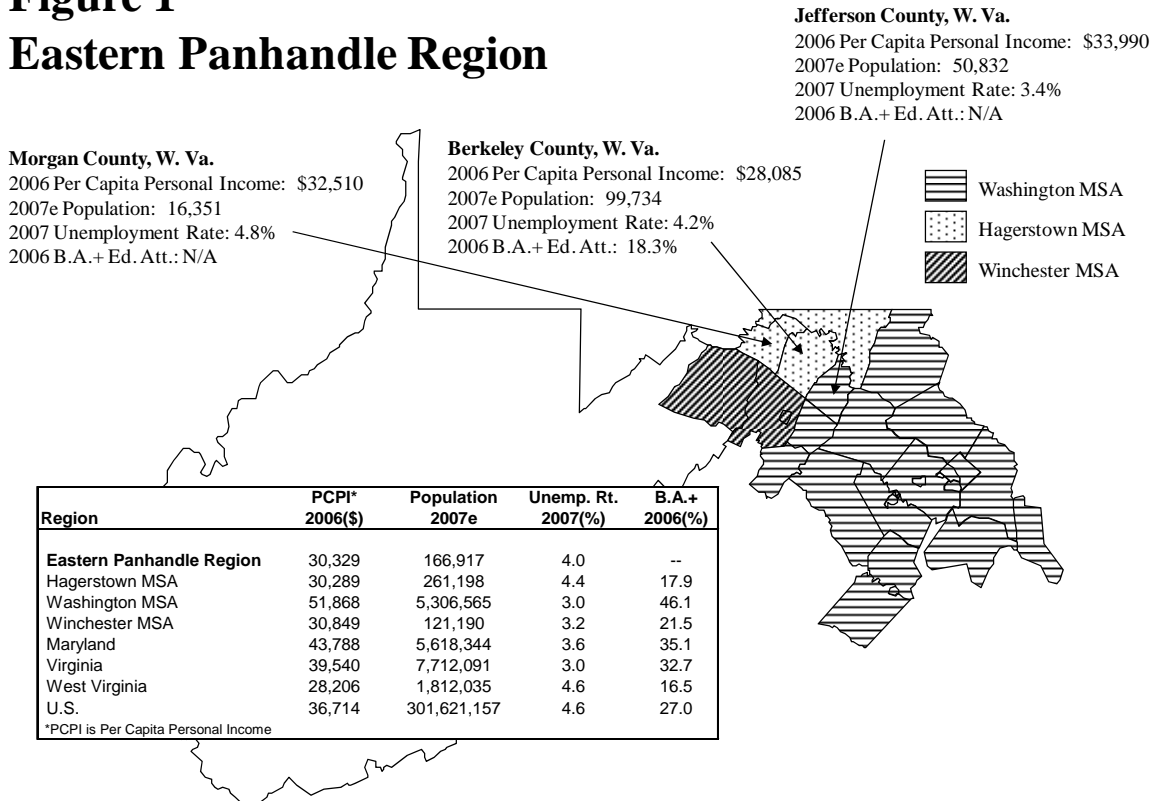 Figure 1
Eastern Panhandle Region
Jefferson County, W. Va.
2006 Per Capita Personal Income: $33,990
2007e Population: 50,832
2007 Unemployment Rate: 3.4%
2006 B.A.+ Ed. Att.: N/A
Morgan County, W. Va.
2006 Per Capita Personal Income: $32,510
2007e Population: 16,351
2007 Unemployment Rate: 4.8%
2006 B.A.+ Ed. Att.: N/A
Berkeley County, W. Va.
2006 Per Capita Personal Income: $28,085
2007e Population: 99,734
2007 Unemployment Rate: 4.2%
2006 B.A.+ Ed. Att.: 18.3%
Washington MSA
Hagerstown MSA
Winchester MSA
PCPI* Population Unemp. Rt. B.A.+
Region 2006($) 2007e 2007(%) 2006(%)
Eastern Panhandle Region 30,329 166,917 4.0 --
Hagerstown MSA 30,289 261,198 4.4 17.9
Washington MSA 51,868 5,306,565 3.0 46.1
Winchester MSA 30,849 121,190 3.2 21.5
Maryland 43,788 5,618,344 3.6 35.1
Virginia 39,540 7,712,091 3.0 32.7
West Virginia 28,206 1,812,035 4.6 16.5
U.S. 36,714 301,621,157 4.6 27.0
*PCPI is Per Capita Personal Income